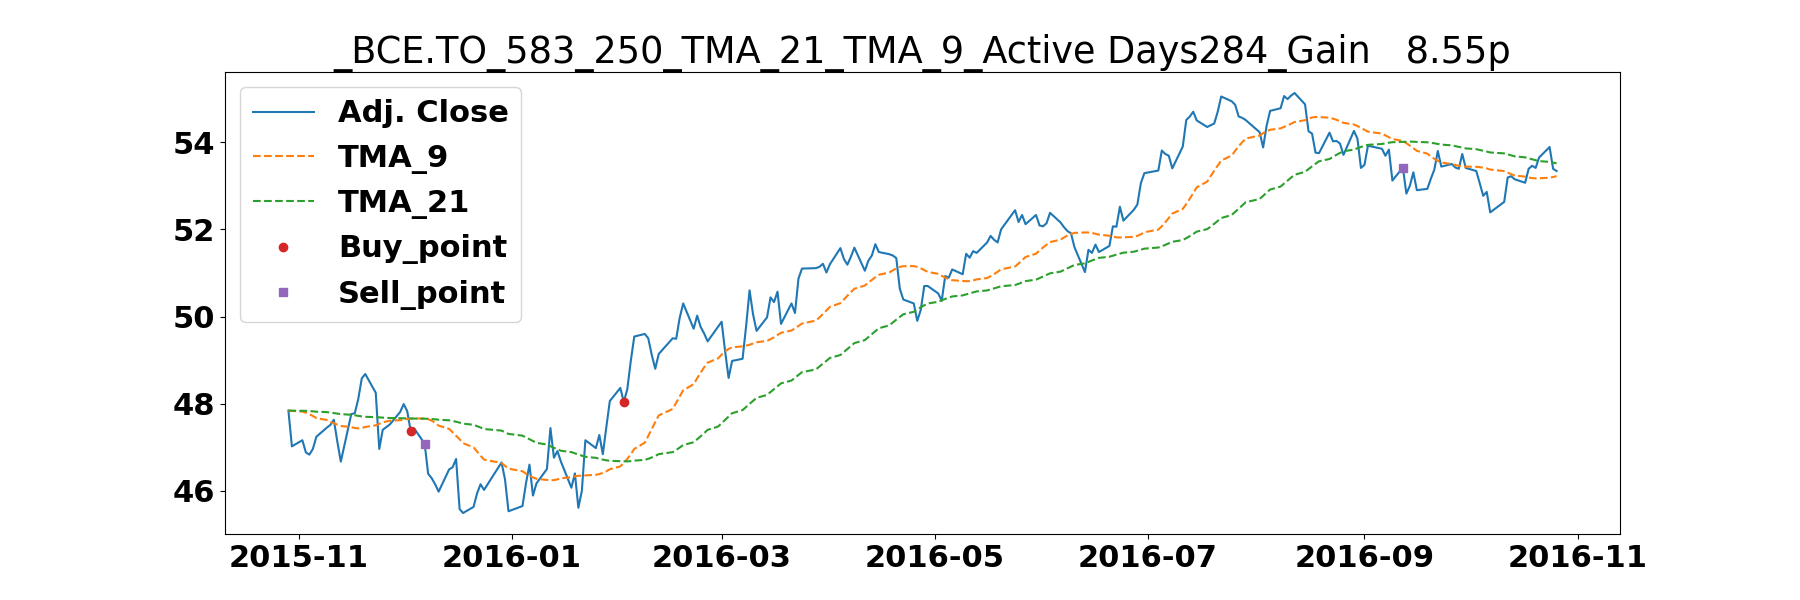 _BCE.TO_583_250_TMA_21_TMA_9_Active Days284_Gain   8.55p
Adj. Close
TMA_9
TMA_21
Buy_point
Sell_point
54
52
50
48
46
2015-11
2016-01
2016-03
2016-05
2016-07
2016-09
2016-11